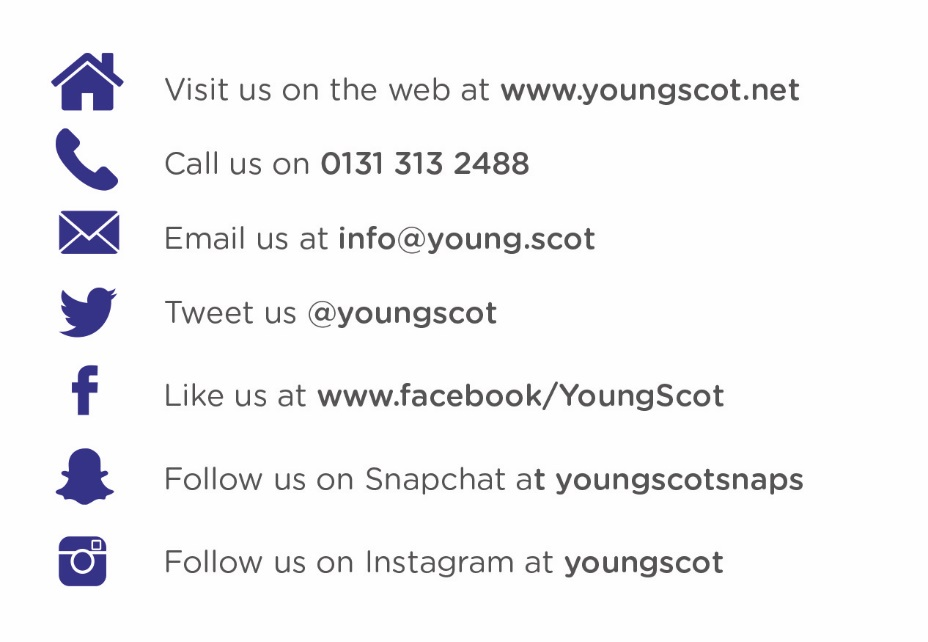 Visit us on the web at www.youngscot.net
Call us on 0131 313 2488
Email us at info@young.scot
Tweet us @youngscot
Like us at www.facebook/YoungScot
Follow us on Snapchat at youngscotsnaps
Follow us on Instagram at youngscot